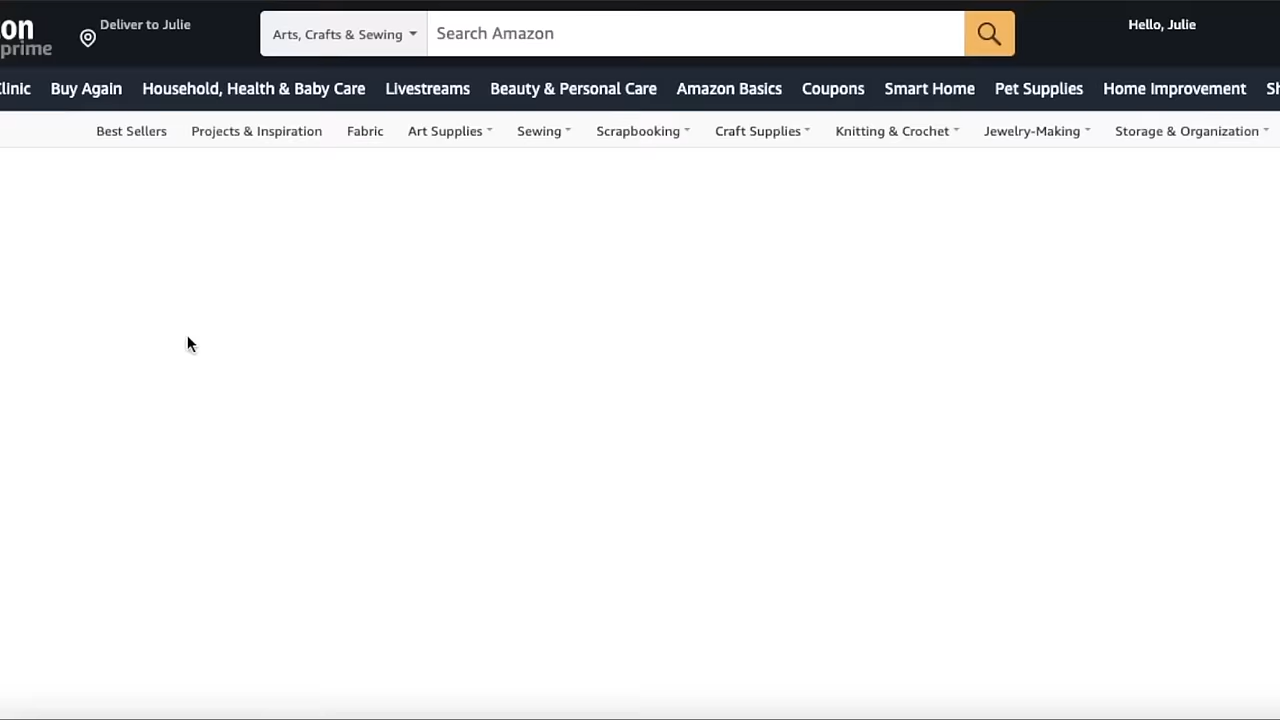 on
prime
Deliver to Julie
Arts, Crafts & Sewing
Search Amazon
Hello, Julie
Clinic Buy Again Household, Health & Baby Care Livestreams Beauty & Personal Care Amazon Basics Coupons Smart Home Pet Supplies Home Improvement Sh
Best Sellers Projects & Inspiration Fabric Art Supplies Sewing Scrapbooking Craft Supplies Knitting & Crochet Jewelry-Making Storage & Organization